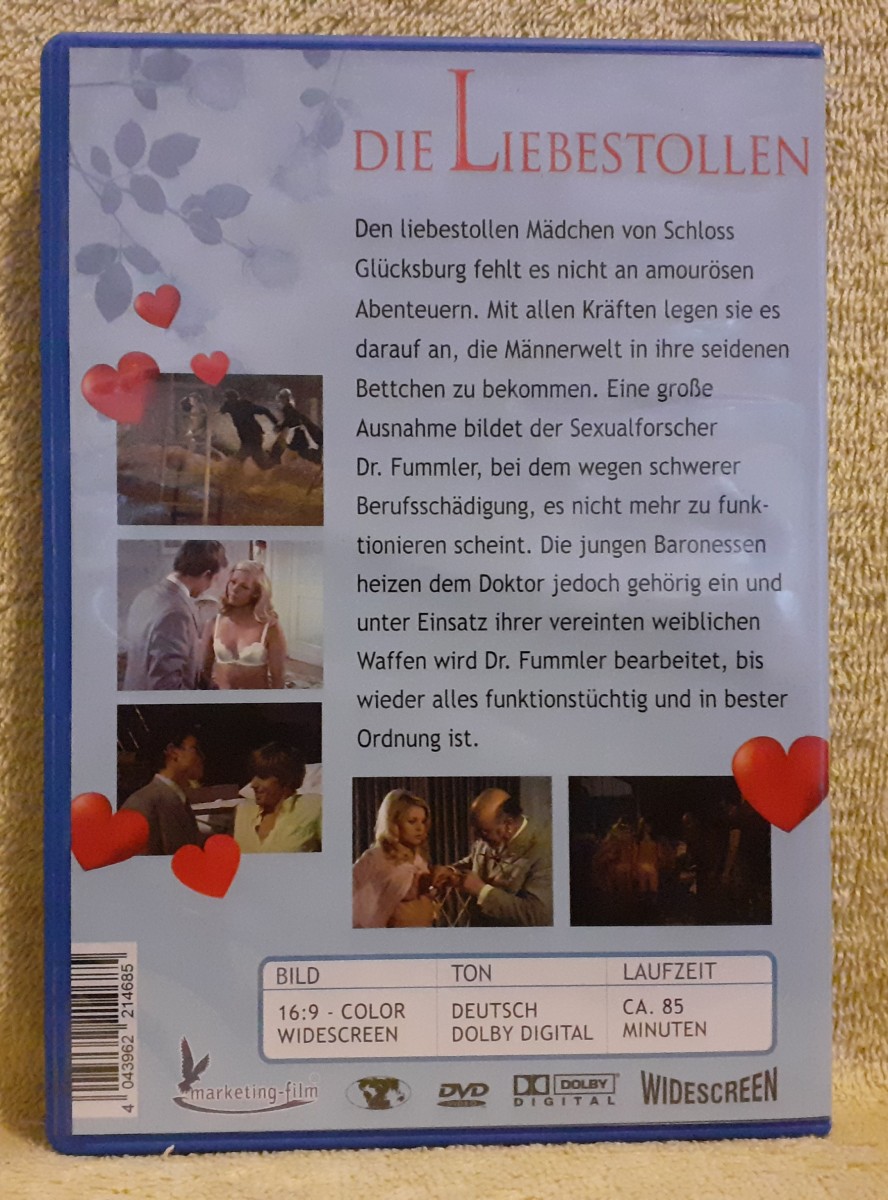 DIE LIEBESTOLLEN
Den liebestollen Mädchen von Schloss
Glücksburg fehlt es nicht an amourösen
Abenteuern. Mit allen Kräften legen sie es
darauf an, die Männerwelt in ihre seidenen
Bettchen zu bekommen. Eine große
Ausnahme bildet der Sexualforscher
Dr. Fummler, bei dem wegen schwerer
Berufsschädigung, es nicht mehr zu funk-
tionieren scheint. Die jungen Baronessen
heizen dem Doktor jedoch gehörig ein und
unter Einsatz ihrer vereinten weiblichen
Waffen wird Dr. Fummler bearbeitet, bis
wieder alles funktionstüchtig und in bester
Ordnung ist.
BILD
16:9 - COLOR
WIDESCREEN
TON
DEUTSCH
DOLBY DIGITAL
LAUFZEIT
CA. 85
MINUTEN
4 043962 214685
marketing-film
DVD
DOLBY
DIGITAL
WIDESCREEN